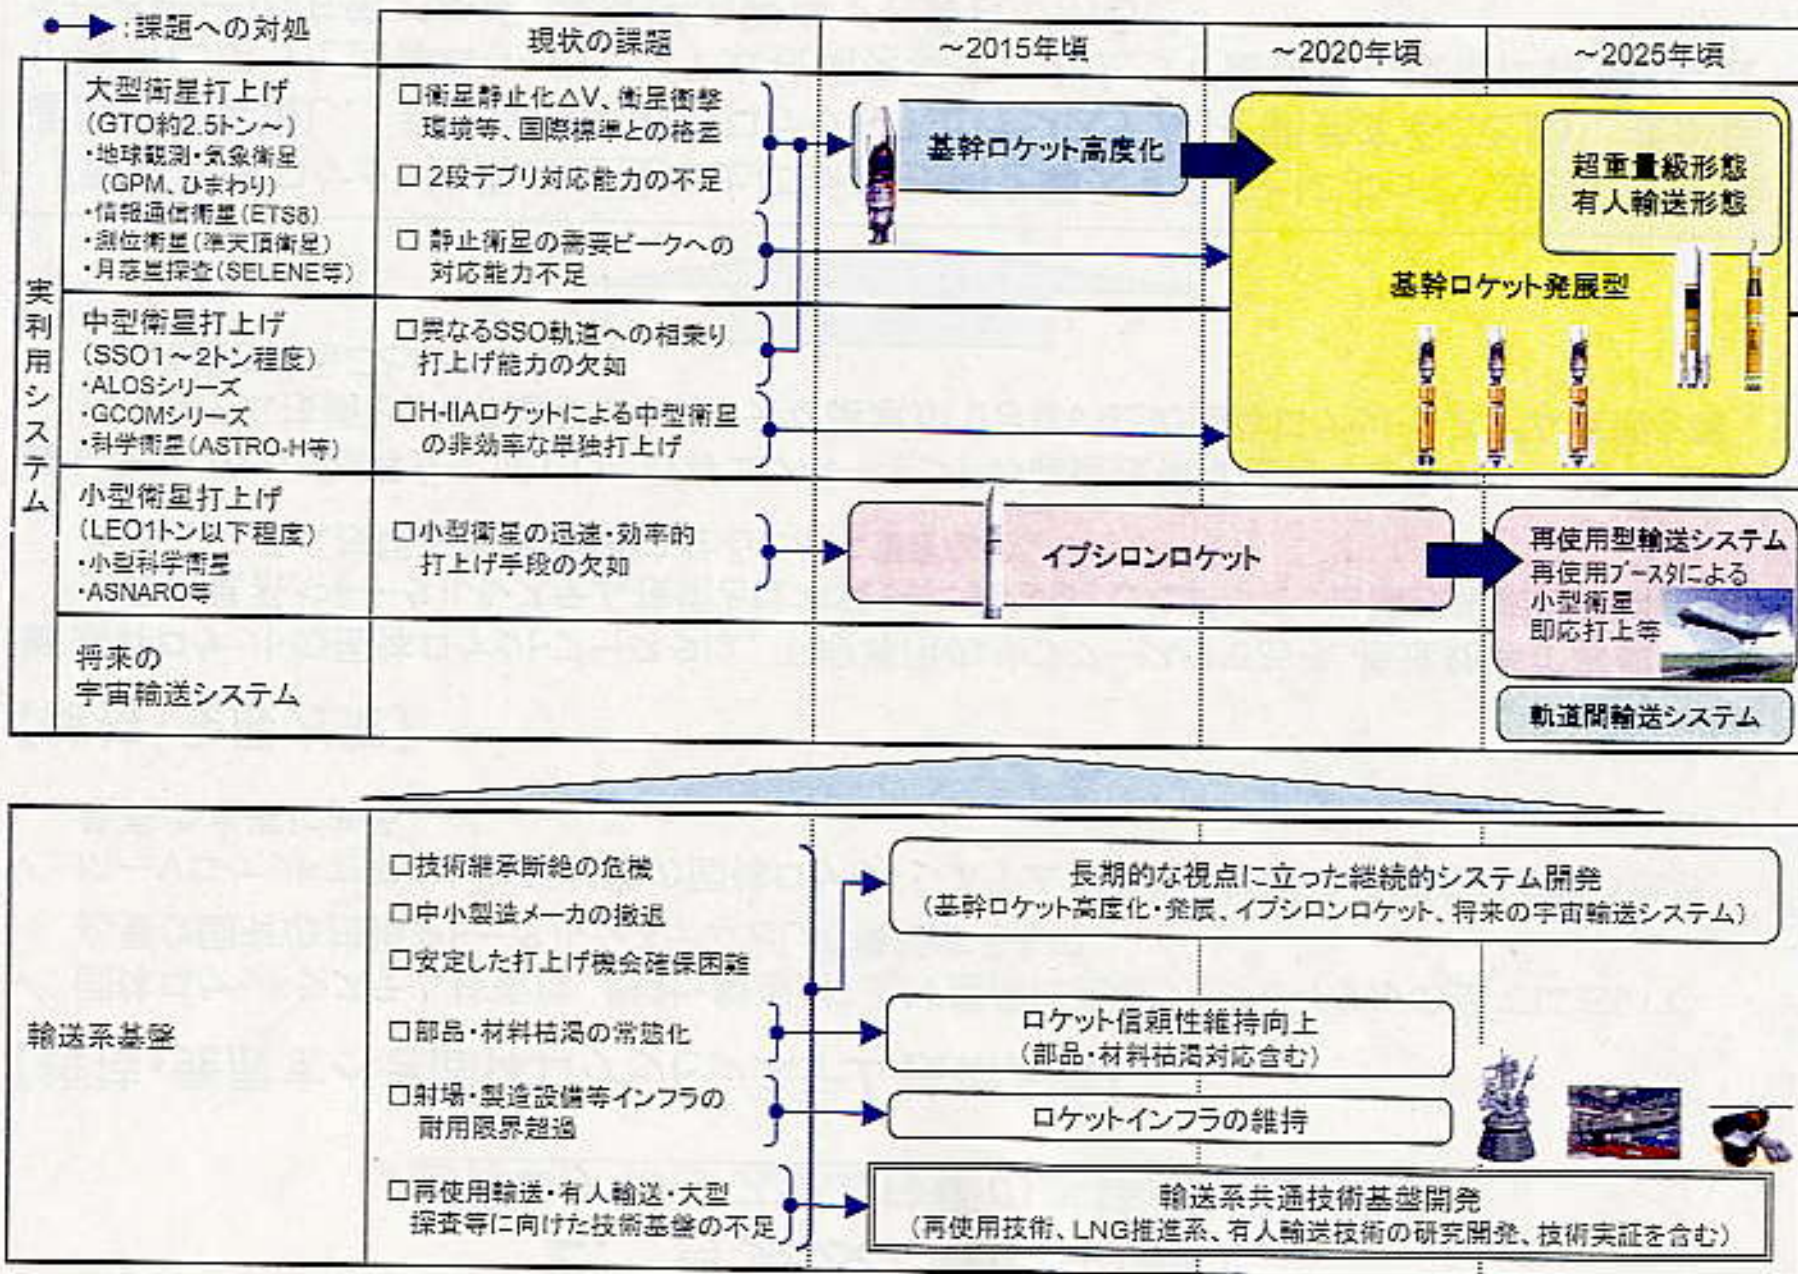 :課題への対処
現状の課題
～2015年頃
～2020年頃
～2025年頃
実利用システム
大型衛星打上げ
(GTO約2.5トン～)
・地球観測・気象衛星
(GPM、ひまわり)
・情報通信衛星(ETS8)
・測位衛星(準天頂衛星)
・月惑星探査(SELENE等)
□衛星静止化△V、衛星衝撃
環境等、国際標準との格差
□2段デブリ対応能力の不足
□静止衛星の需要ピークへの
対応能力不足
基幹ロケット高度化
超重量級形態
有人輸送形態
基幹ロケット発展型
中型衛星打上げ
(SSO1～2トン程度)
・ALOSシリーズ
・GCOMシリーズ
・科学衛星(ASTRO-H等)
□異なるSSO軌道への相乗り
打上げ能力の欠如
□H-IIAロケットによる中型衛星
の非効率な単独打上げ
小型衛星打上げ
(LEO1トン以下程度)
・小型科学衛星
・ASNARO等
□小型衛星の迅速・効率的
打上げ手段の欠如
イプシロンロケット
再使用型輸送システム
再使用ブースタによる
小型衛星
即応打上等
将来の
宇宙輸送システム
軌道間輸送システム
輸送系基盤
□技術継承断絶の危機
□中小製造メーカの撤退
□安定した打上げ機会確保困難
□部品・材料枯渇の常態化
□射場・製造設備等インフラの
耐用限界超過
□再使用輸送・有人輸送・大型
探査等に向けた技術基盤の不足
長期的な視点に立った継続的システム開発
(基幹ロケット高度化・発展、イプシロンロケット、将来の宇宙輸送システム)
ロケット信頼性維持向上
(部品・材料枯渇対応含む)
ロケットインフラの維持
輸送系共通技術基盤開発
(再使用技術、LNG推進系、有人輸送技術の研究開発、技術実証を含む)